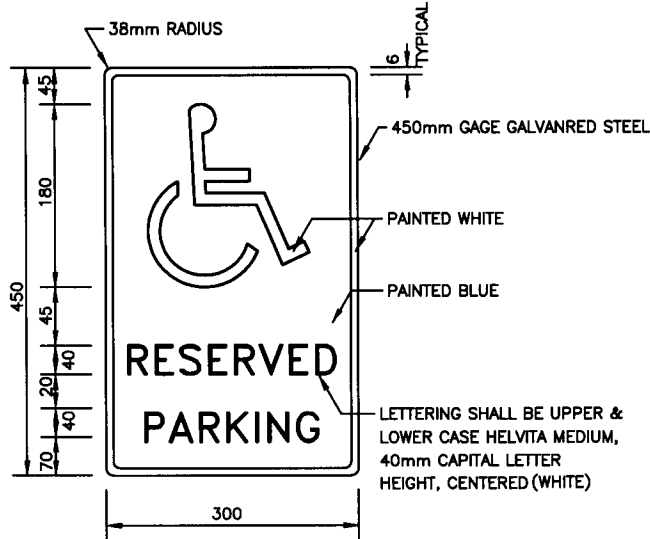 38mm RADIUS
6
TYPICAL
45
450mm GAGE GALVANRED STEEL
180
PAINTED WHITE
450
PAINTED BLUE
45
RESERVED
40
20
LETTERING SHALL BE UPPER &
LOWER CASE HELVITA MEDIUM,
40mm CAPITAL LETTER
HEIGHT, CENTERED (WHITE)
PARKING
40
70
300